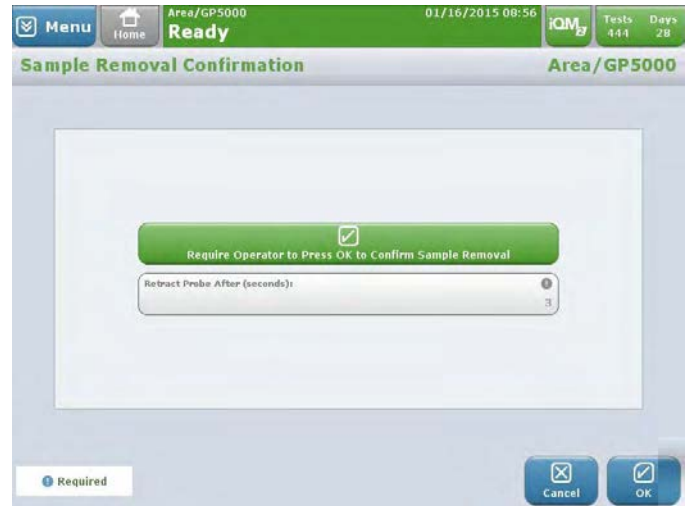 Menu
Home
Area/GP5000
Ready
01/16/2015 08:56
iQM2
Tests
444
Days
28
Sample Removal Confirmation
Area/GP5000
Require Operator to Press OK to Confirm Sample Removal
Retract Probe After (seconds):
3
Required
Cancel
OK